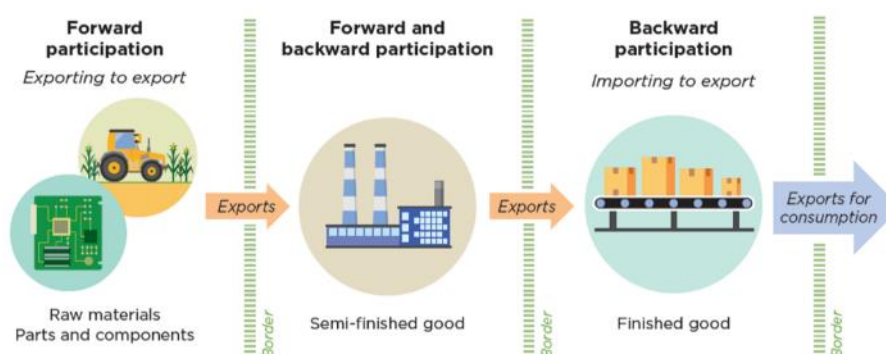 Forward
participation
Exporting to export
Raw materials
Parts and components
Exports
Border
Forward and
backward participation
Semi-finished good
Exports
Border
Backward
participation
Importing to export
Finished good
Exports for
consumption
Border